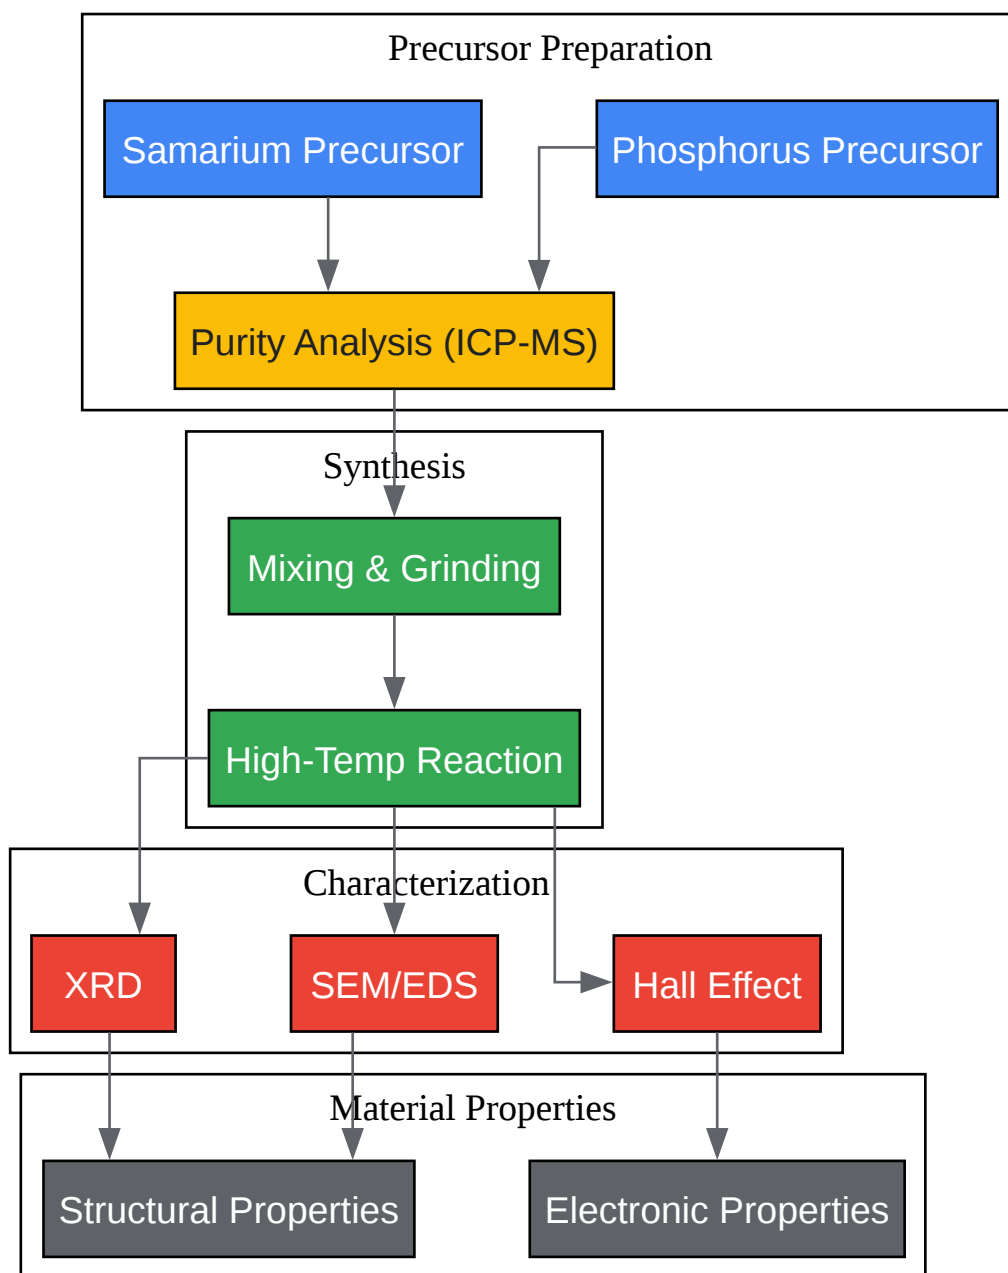 Precursor Preparation
Samarium Precursor
Phosphorus Precursor
Purity Analysis (ICP-MS)
Synthesis
Mixing & Grinding
High-Temp Reaction
Characterization
XRD
SEM/EDS
Hall Effect
Material Properties
Structural Properties
Electronic Properties